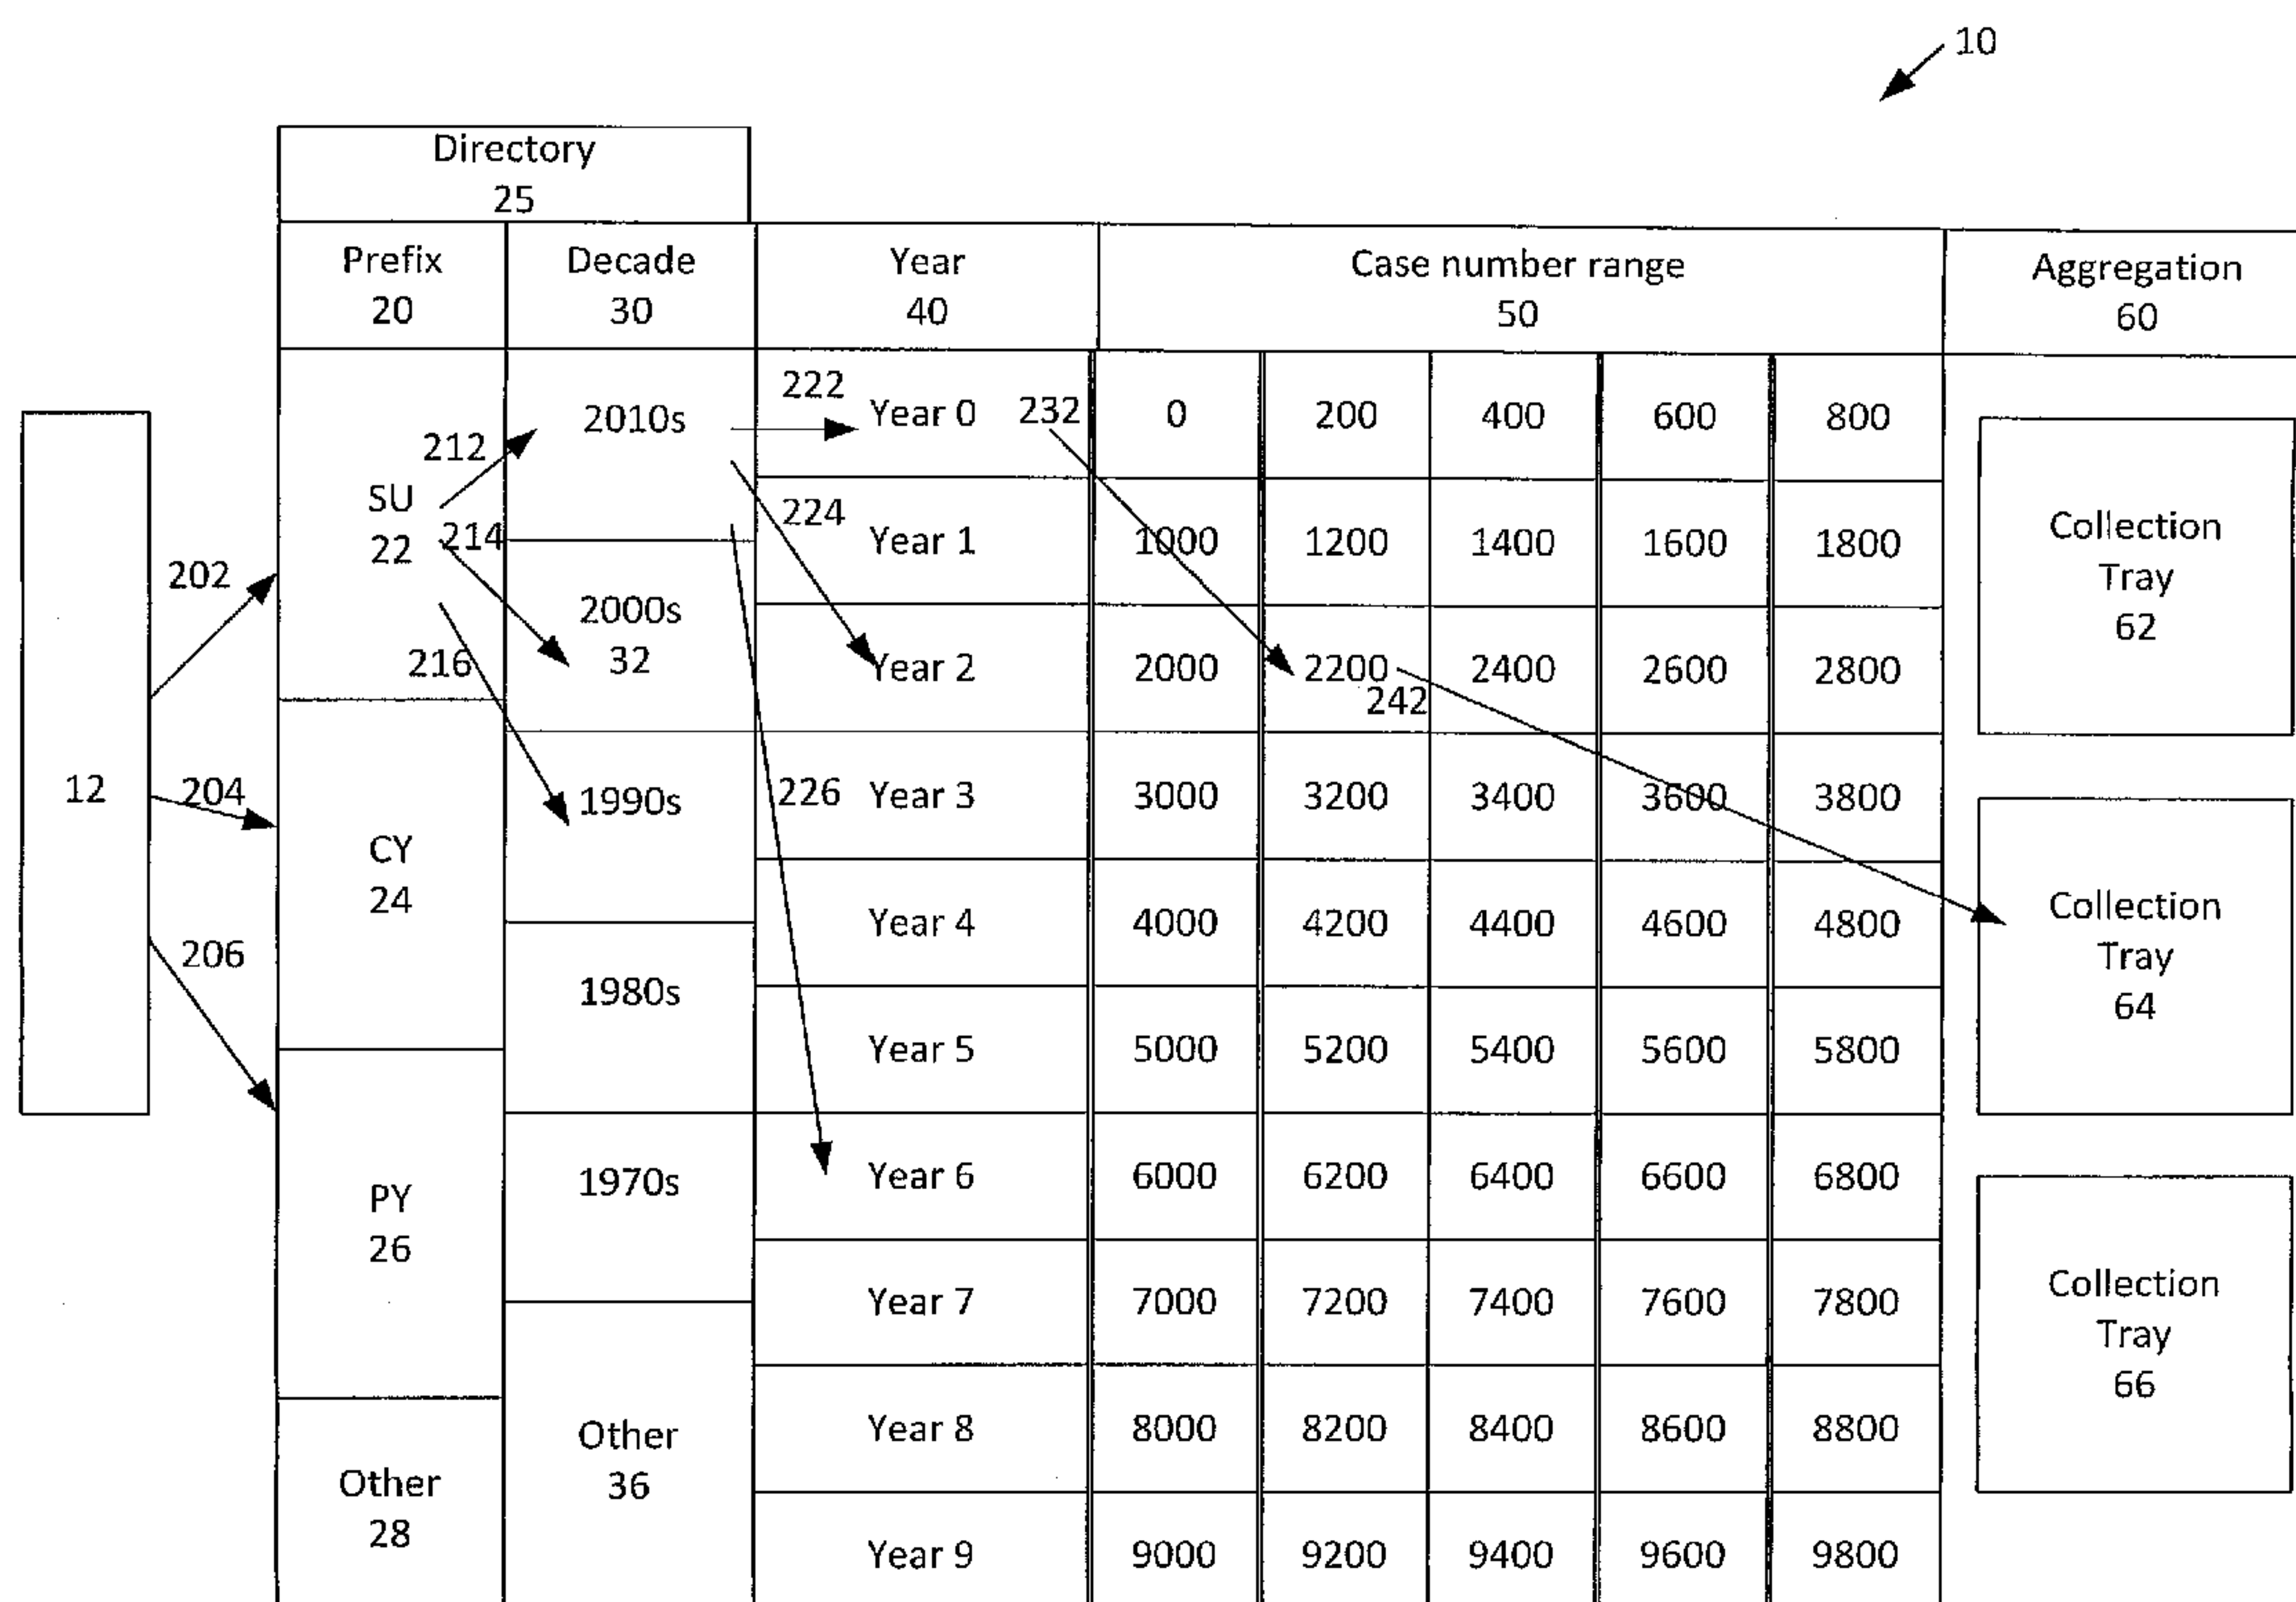 10
Directory
25
Prefix
20
Decade
30
Year
40
Case number range
50
Aggregation
60
12
202
204
206
SU
22
CY
24
PY
26
Other
28
212
214
216
2010s
2000s
32
1990s
1980s
1970s
Other
36
222
224
226
232
242
Year 0 0 200 400 600 800
Year 1 1000 1200 1400 1600 1800
Year 2 2000 2200 2400 2600 2800
Year 3 3000 3200 3400 3600 3800
Year 4 4000 4200 4400 4600 4800
Year 5 5000 5200 5400 5600 5800
Year 6 6000 6200 6400 6600 6800
Year 7 7000 7200 7400 7600 7800
Year 8 8000 8200 8400 8600 8800
Year 9 9000 9200 9400 9600 9800
Collection
Tray
62
Collection
Tray
64
Collection
Tray
66